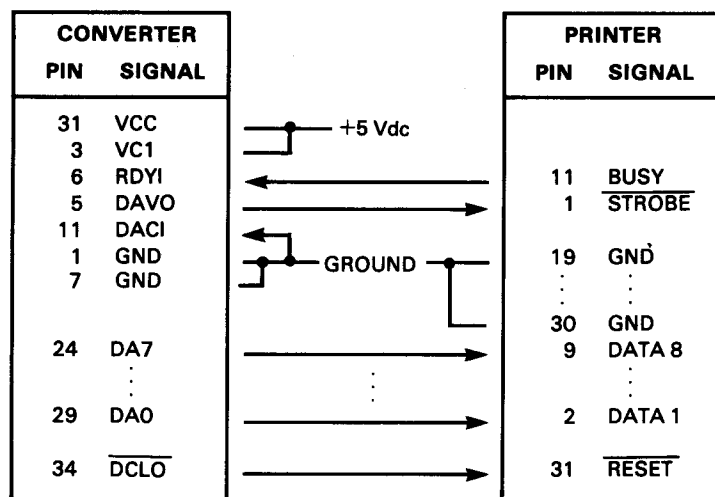 CONVERTER PRINTER
PIN SIGNAL PIN SIGNAL
31 VCC +5 Vdc
3 VC1
6 RDYI 11 BUSY
5 DAVO 1 STROBE
11 DACI
1 GND GROUND 19 GND
7 GND
30 GND
24 DA7 9 DATA 8
29 DA0 2 DATA 1
34 DCLO 31 RESET